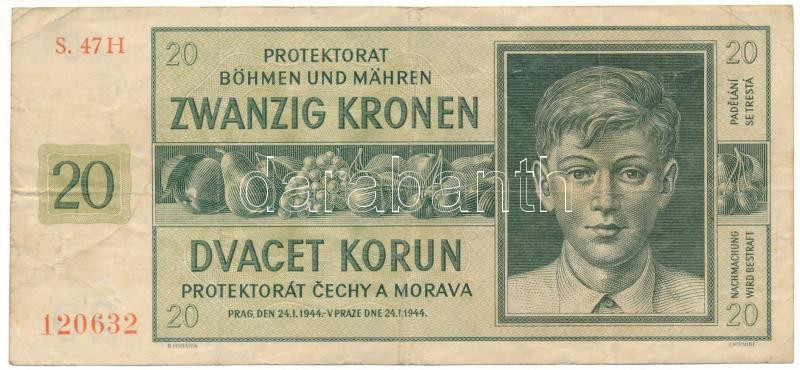 S. 47H
20
PROTEKTORAT
BÖHMEN UND MÄHREN
ZWANZIG KRONEN
20
DVACET KORUN
PROTEKTORÁT ČECHY A MORAVA
PRAG, DEN 24.I.1944.-V PRAZE DNE 24.I.1944.
120632
20
20
PADĚLÁNÍ
SE TRESTÁ
NACHMACHUNG
WIRD BESTRAFT
20
darabanth